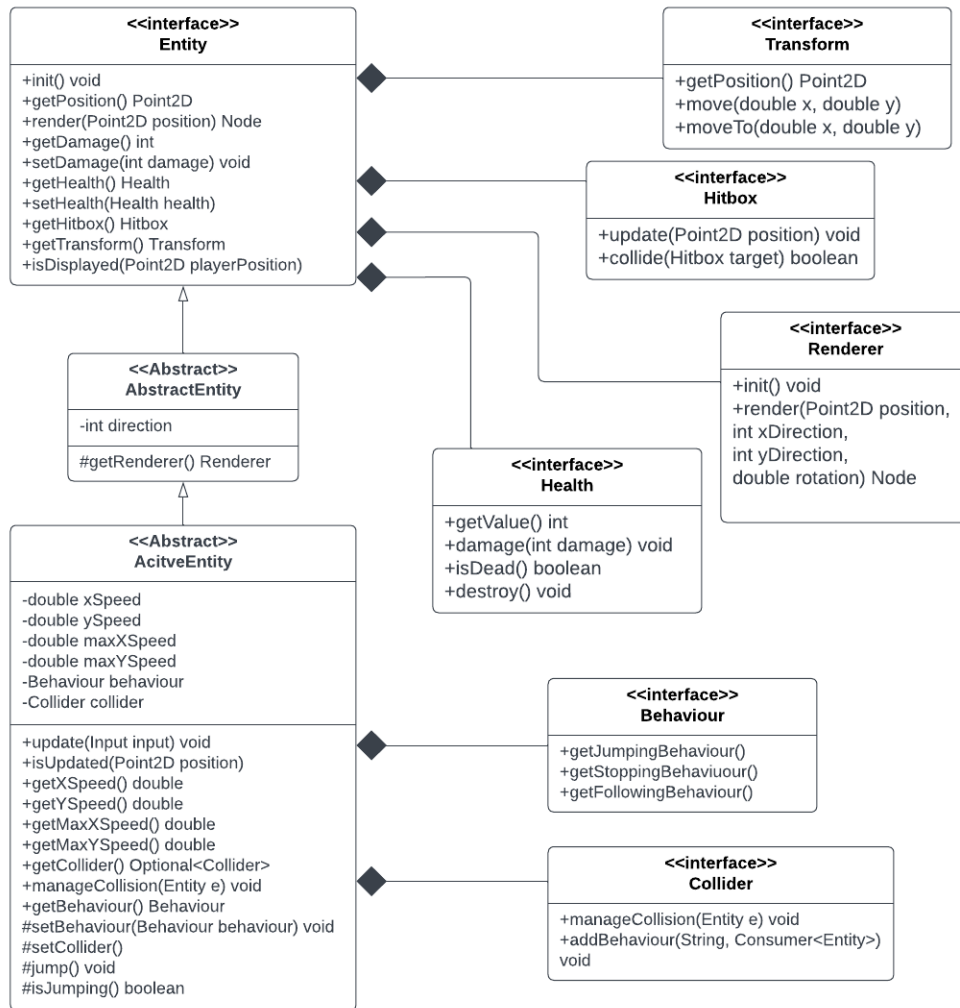 <<interface>>
Entity
+init() void
+getPosition() Point2D
+render(Point2D position) Node
+getDamage() int
+setDamage(int damage) void
+getHealth() Health
+setHealth(Health health)
+getHitbox() Hitbox
+getTransform() Transform
+isDisplayed(Point2D playerPosition)
<<interface>>
Transform
+getPosition() Point2D
+move(double x, double y)
+moveTo(double x, double y)
<<interface>>
Hitbox
+update(Point2D position) void
+collide(Hitbox target) boolean
<<interface>>
Renderer
+init() void
+render(Point2D position,
int xDirection,
int yDirection,
double rotation) Node
<<Abstract>>
AbstractEntity
-int direction
#getRenderer() Renderer
<<interface>>
Health
+getValue() int
+damage(int damage) void
+isDead() boolean
+destroy() void
<<Abstract>>
AcitveEntity
-double xSpeed
-double ySpeed
-double maxXSpeed
-double maxYSpeed
-Behaviour behaviour
-Collider collider
+update(Input input) void
+isUpdated(Point2D position)
+getXSpeed() double
+getYSpeed() double
+getMaxXSpeed() double
+getMaxYSpeed() double
+getCollider() Optional<Collider>
+manageCollision(Entity e) void
+getBehaviour() Behaviour
#setBehaviour(Behaviour behaviour) void
#setCollider()
#jump() void
#isJumping() boolean
<<interface>>
Behaviour
+getJumpingBehaviour()
+getStoppingBehaviuour()
+getFollowingBehaviour()
<<interface>>
Collider
+manageCollision(Entity e) void
+addBehaviour(String, Consumer<Entity>)
void